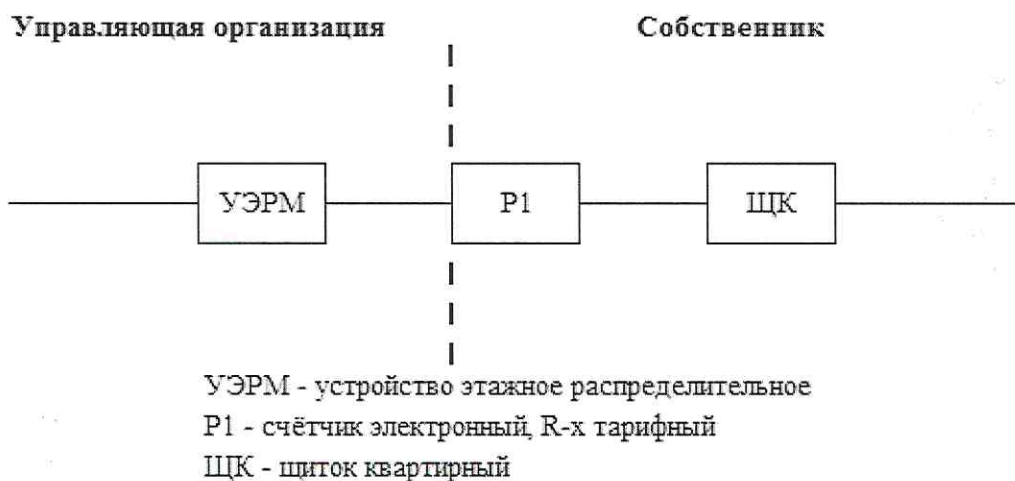 Управляющая организация
Собственник
УЭРМ
Р1
ЩК
УЭРМ - устройство этажное распределительное
Р1 - счётчик электронный, R-х тарифный
ЩК - щиток квартирный